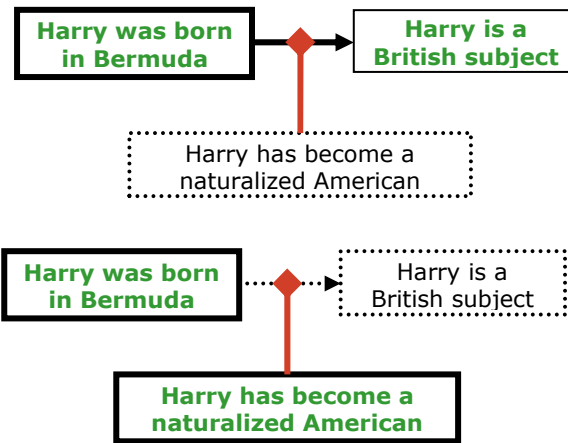 Harry was born
in Bermuda
Harry is a
British subject
Harry has become a
naturalized American
Harry was born
in Bermuda
Harry is a
British subject
Harry has become a
naturalized American